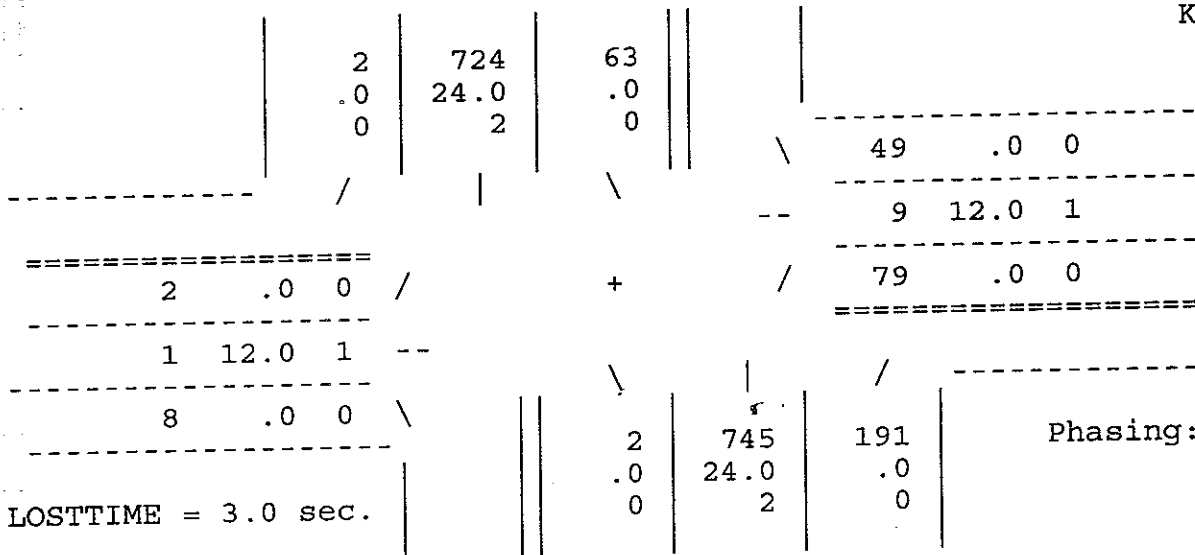 K
2 724 63
.0 24.0 .0
0 2 0
\ 49 .0 0
/ | \
-- 9 12.0 1
2 .0 0 / + / 79 .0 0
1 12.0 1 --
\ | /
8 .0 0 \
2 745 191 Phasing:
.0 24.0 .0
0 2 0
LOSTTIME = 3.0 sec.